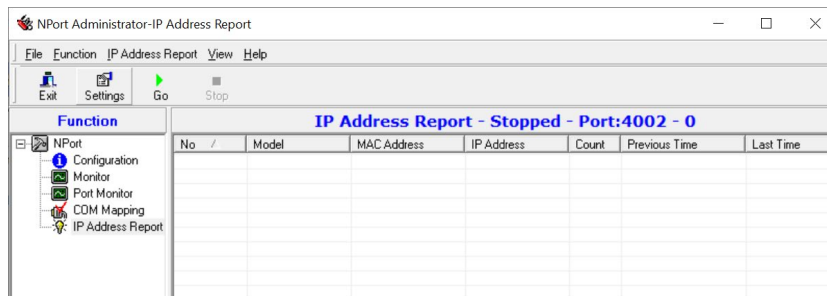 NPort Administrator-IP Address Report
File Function IP Address Report View Help
Exit Settings Go Stop
Function
IP Address Report - Stopped - Port:4002 - 0
No Model MAC Address IP Address Count Previous Time Last Time
NPort
Configuration
Monitor
Port Monitor
COM Mapping
IP Address Report